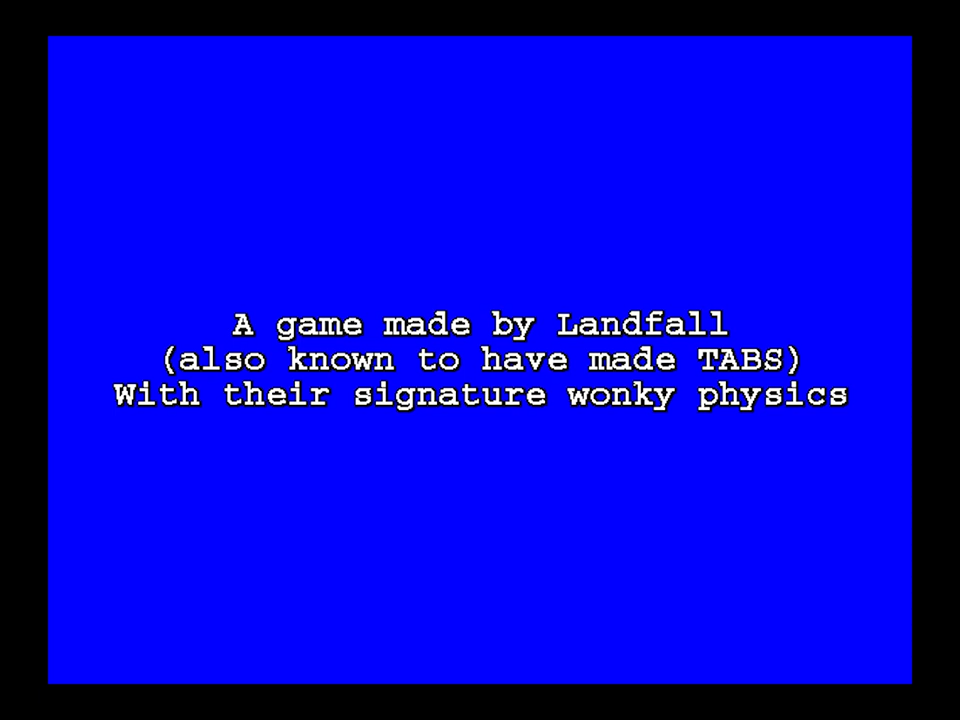 A game made by Landfall
(also known to have made TABS)
With their signature wonky physics